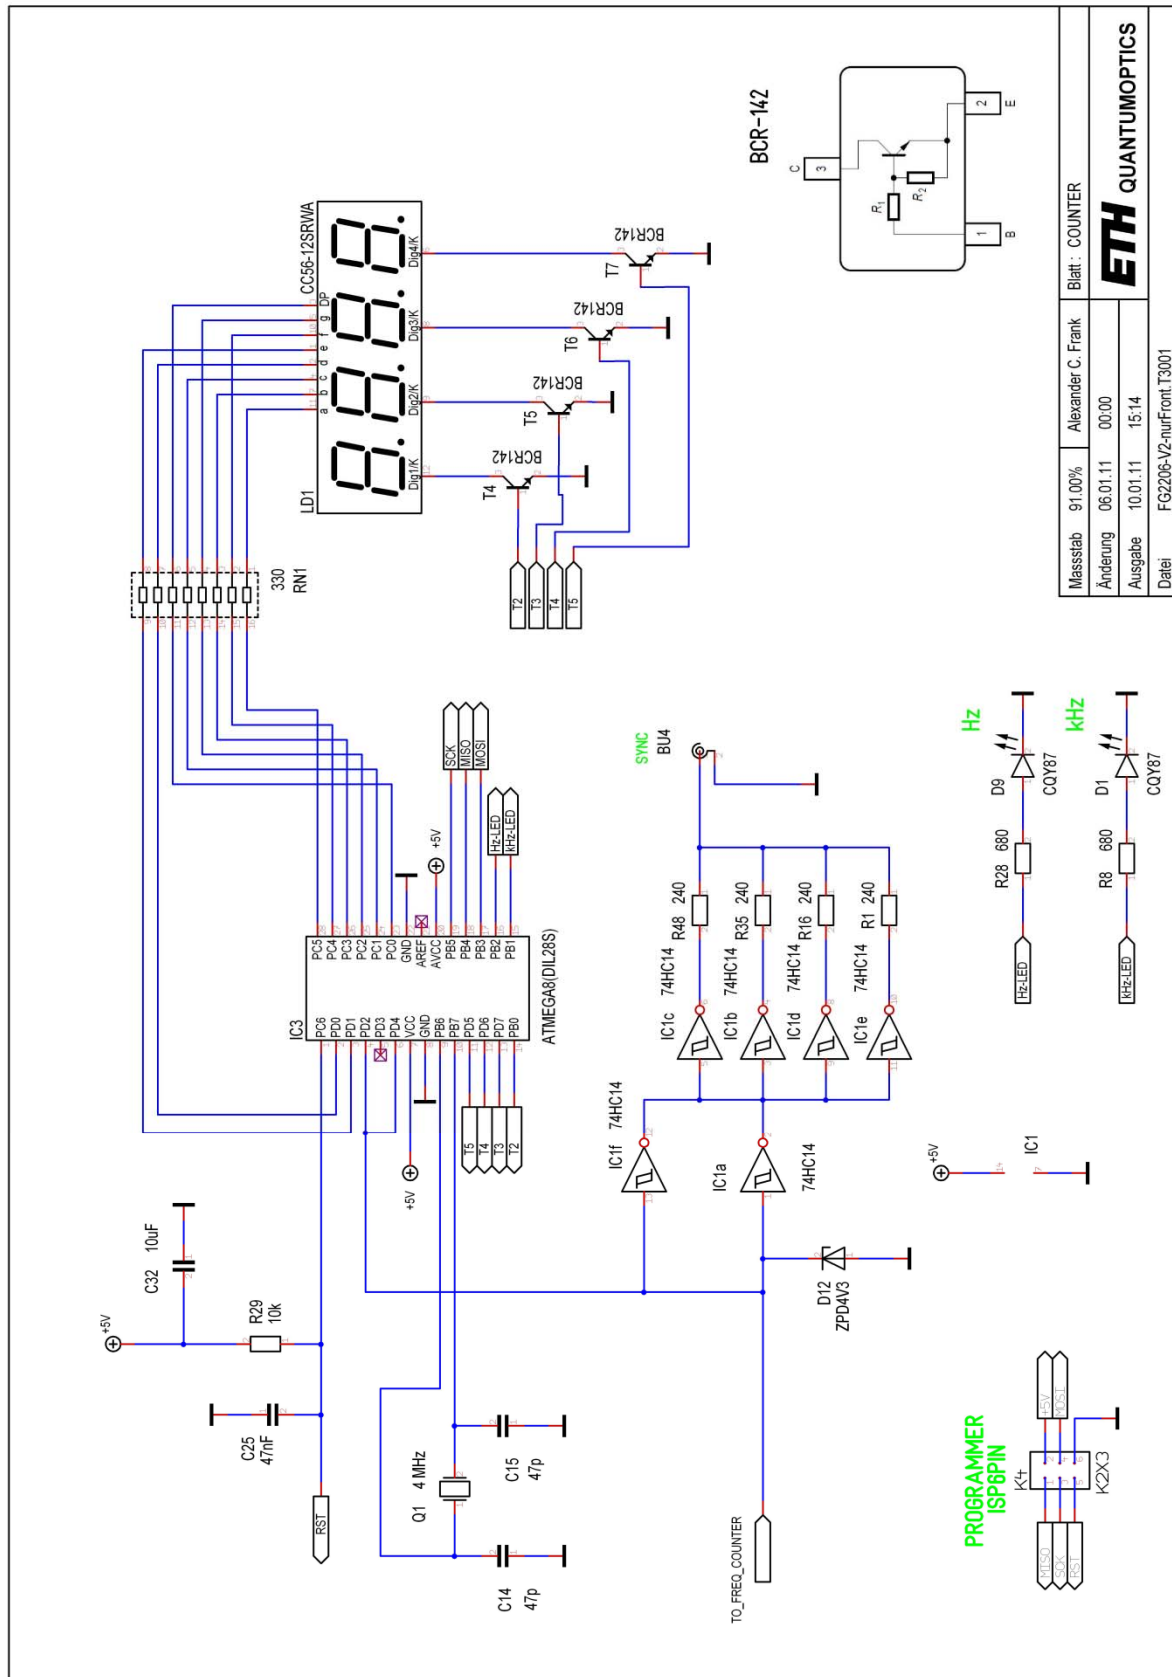 +5V
C32 10uF
R29
10k
C25
47nF
RST
Q1 4 MHz
C15
47p
C14
47p
IC3
PC6
PD0
PD1
PD2
PD3
PD4
VCC
GND
PB6
PB7
PD5
PD6
PD7
PB0
PC5
PC4
PC3
PC2
PC1
PC0
GND
AREF
AVCC
PB5
PB4
PB3
PB2
PB1
ATMEGA8(DIL28S)
+5V
+5V
T5
T4
T3
T2
SCK
MISO
MOSI
Hz-LED
kHz-LED
330
RN1
LD1
CC56-12SRWA
a
b
c
d
e
f
g
DP
Dig1/K
Dig2/K
Dig3/K
Dig4/K
T4
BCR142
T5
BCR142
T6
BCR142
T7
BCR142
T2
T3
T4
T5
BCR-142
C
3
R1
R2
1
B
2
E
TO_FREQ_COUNTER
D12
ZPD4V3
IC1f 74HC14
IC1a
74HC14
IC1c 74HC14
IC1b 74HC14
IC1d 74HC14
IC1e 74HC14
R48 240
R35 240
R16 240
R1 240
SYNC
BU4
+5V
14
7
IC1
PROGRAMMER
ISP6PIN
K4
MISO
SCK
RST
+5V
MOSI
K2X3
Hz-LED
R28 680
D9
CQY87
Hz
kHz-LED
R8 680
D1
CQY87
kHz
Massstab 91.00% Alexander C. Frank Blatt : COUNTER
Änderung 06.01.11 00:00
Ausgabe 10.01.11 15:14
Datei FG2206-V2-nurFront.T3001
ETH QUANTUMOPTICS